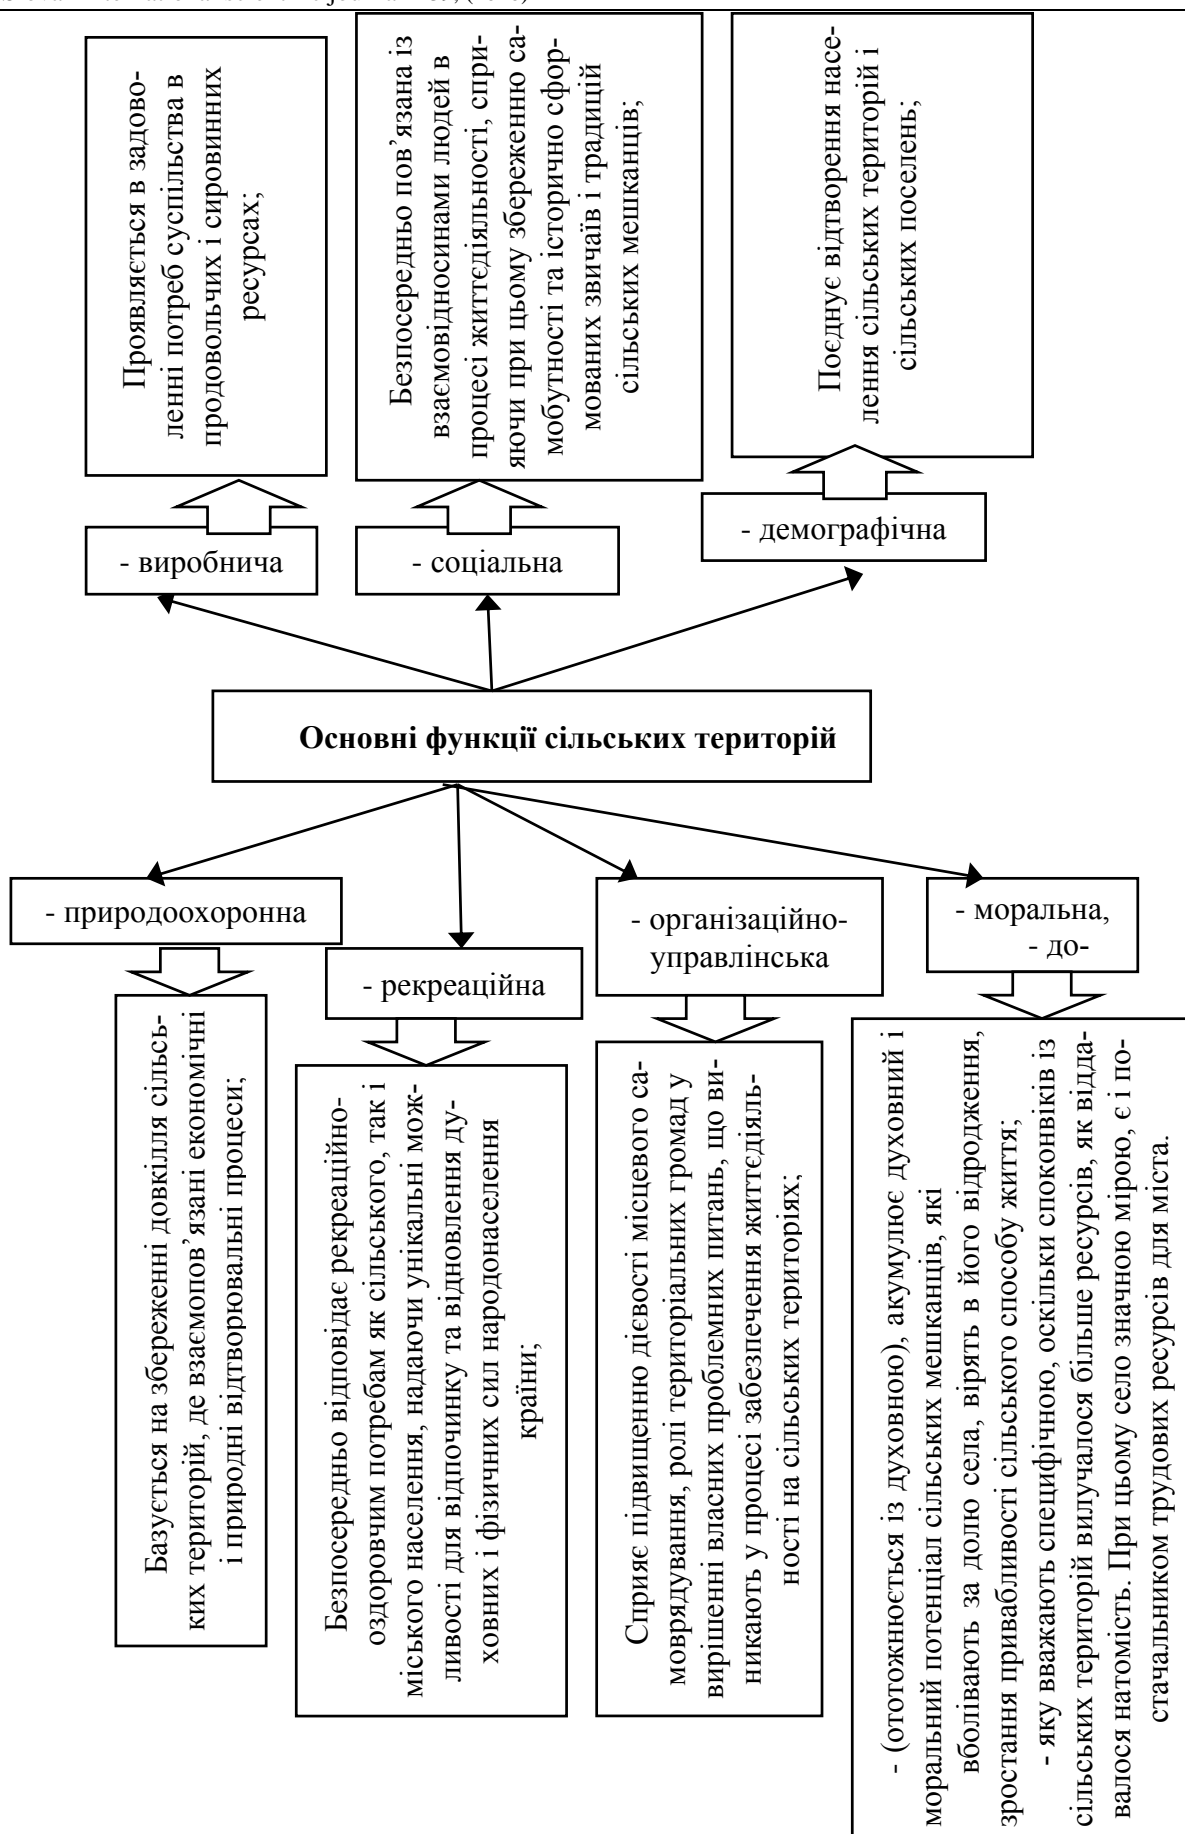 Проявляється в задово-
ленні потреб суспільства в
продовольчих і сировинних
ресурсах;
Безпосередньо пов’язана із
взаємовідносинами людей в
процесі життєдіяльності, спри-
яючи при цьому збереженню са-
мобутності та історично сфор-
мованих звичаїв і традицій
сільських мешканців;
Поєднує відтворення насе-
лення сільських територій і
сільських поселень;
- виробнича
- соціальна
- демографічна
Основні функції сільських територій
- природоохоронна
- рекреаційна
- організаційно-
управлінська
- моральна,
- до-
Базується на збереженні довкілля сільсь-
ких територій, де взаємопов’язані економічні
і природні відтворювальні процеси;
Безпосередньо відповідає рекреаційно-
оздоровчим потребам як сільського, так і
міського населення, надаючи унікальні мож-
ливості для відпочинку та відновлення ду-
ховних і фізичних сил народонаселення
країни;
Сприяє підвищенню дієвості місцевого са-
моврядування, ролі територіальних громад у
вирішенні власних проблемних питань, що ви-
никають у процесі забезпечення життєдіяль-
ності на сільських територіях;
- (ототожнюється із духовною), акумулює духовний і
моральний потенціал сільських мешканців, які
вболівають за долю села, вірять в його відродження,
зростання привабливості сільського способу життя;
- яку вважають специфічною, оскільки споконвіків із
сільських територій вилучалося більше ресурсів, як відда-
валося натомість. При цьому село значною мірою, є і по-
стачальником трудових ресурсів для міста.